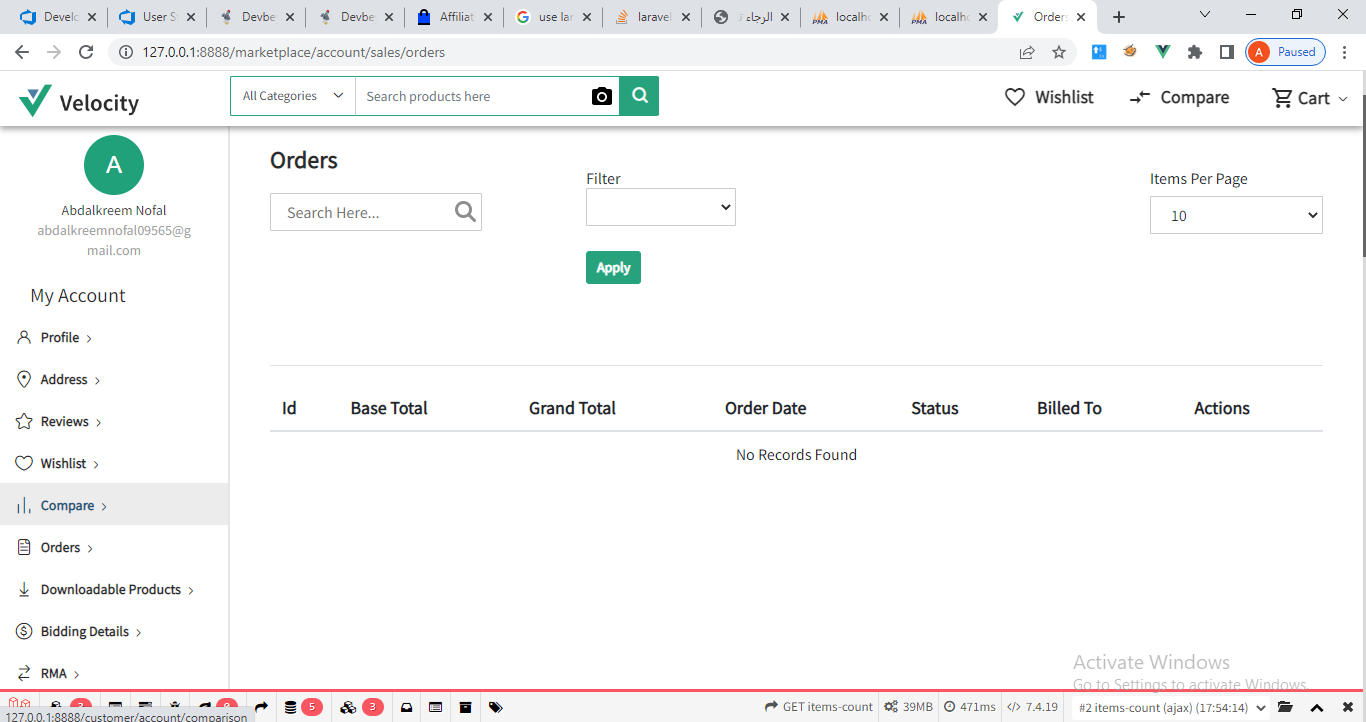 Develo
User S
Devbe
Devbe
Affiliat
use lar
laravel
الرجاء
localho
localho
Orders
127.0.0.1:8888/marketplace/account/sales/orders
A Paused
Velocity
All Categories
Search products here
Wishlist
Compare
Cart
A
Abdalkreem Nofal
abdalkreemnofal09565@g
mail.com
My Account
Profile
Address
Reviews
Wishlist
Compare
Orders
Downloadable Products
Bidding Details
RMA
Orders
Search Here...
Filter
Apply
Items Per Page
10
Id Base Total Grand Total Order Date Status Billed To Actions
No Records Found
Activate Windows
Go to Settings to activate Windows.
5
3
GET items-count
39MB
471ms
7.4.19
#2 items-count (ajax) (17:54:14)
127.0.0.1:8888/customer/account/comparison